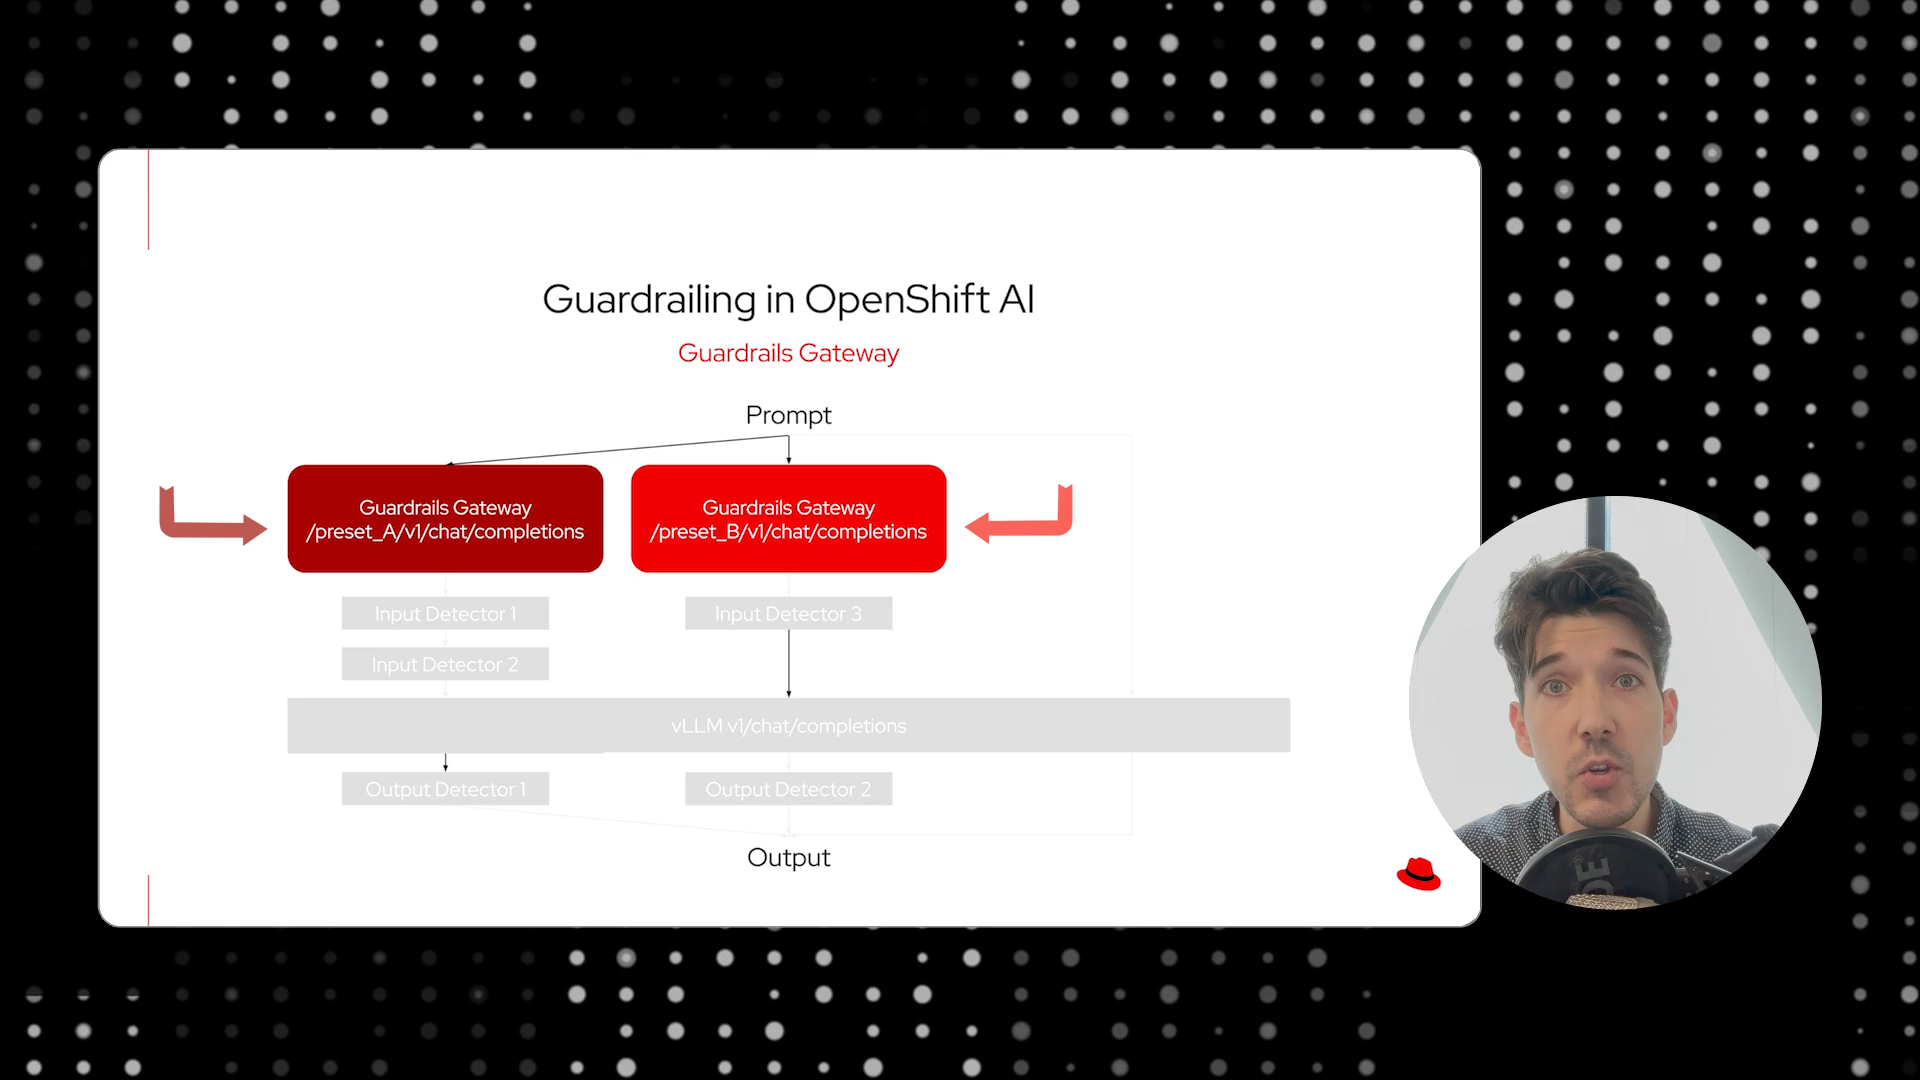 Guardrailing in OpenShift AI
Guardrails Gateway
Prompt
Guardrails Gateway
/preset_A/v1/chat/completions
Guardrails Gateway
/preset_B/v1/chat/completions
Input Detector 1
Input Detector 3
Input Detector 2
vLLM v1/chat/completions
Output Detector 1
Output Detector 2
Output